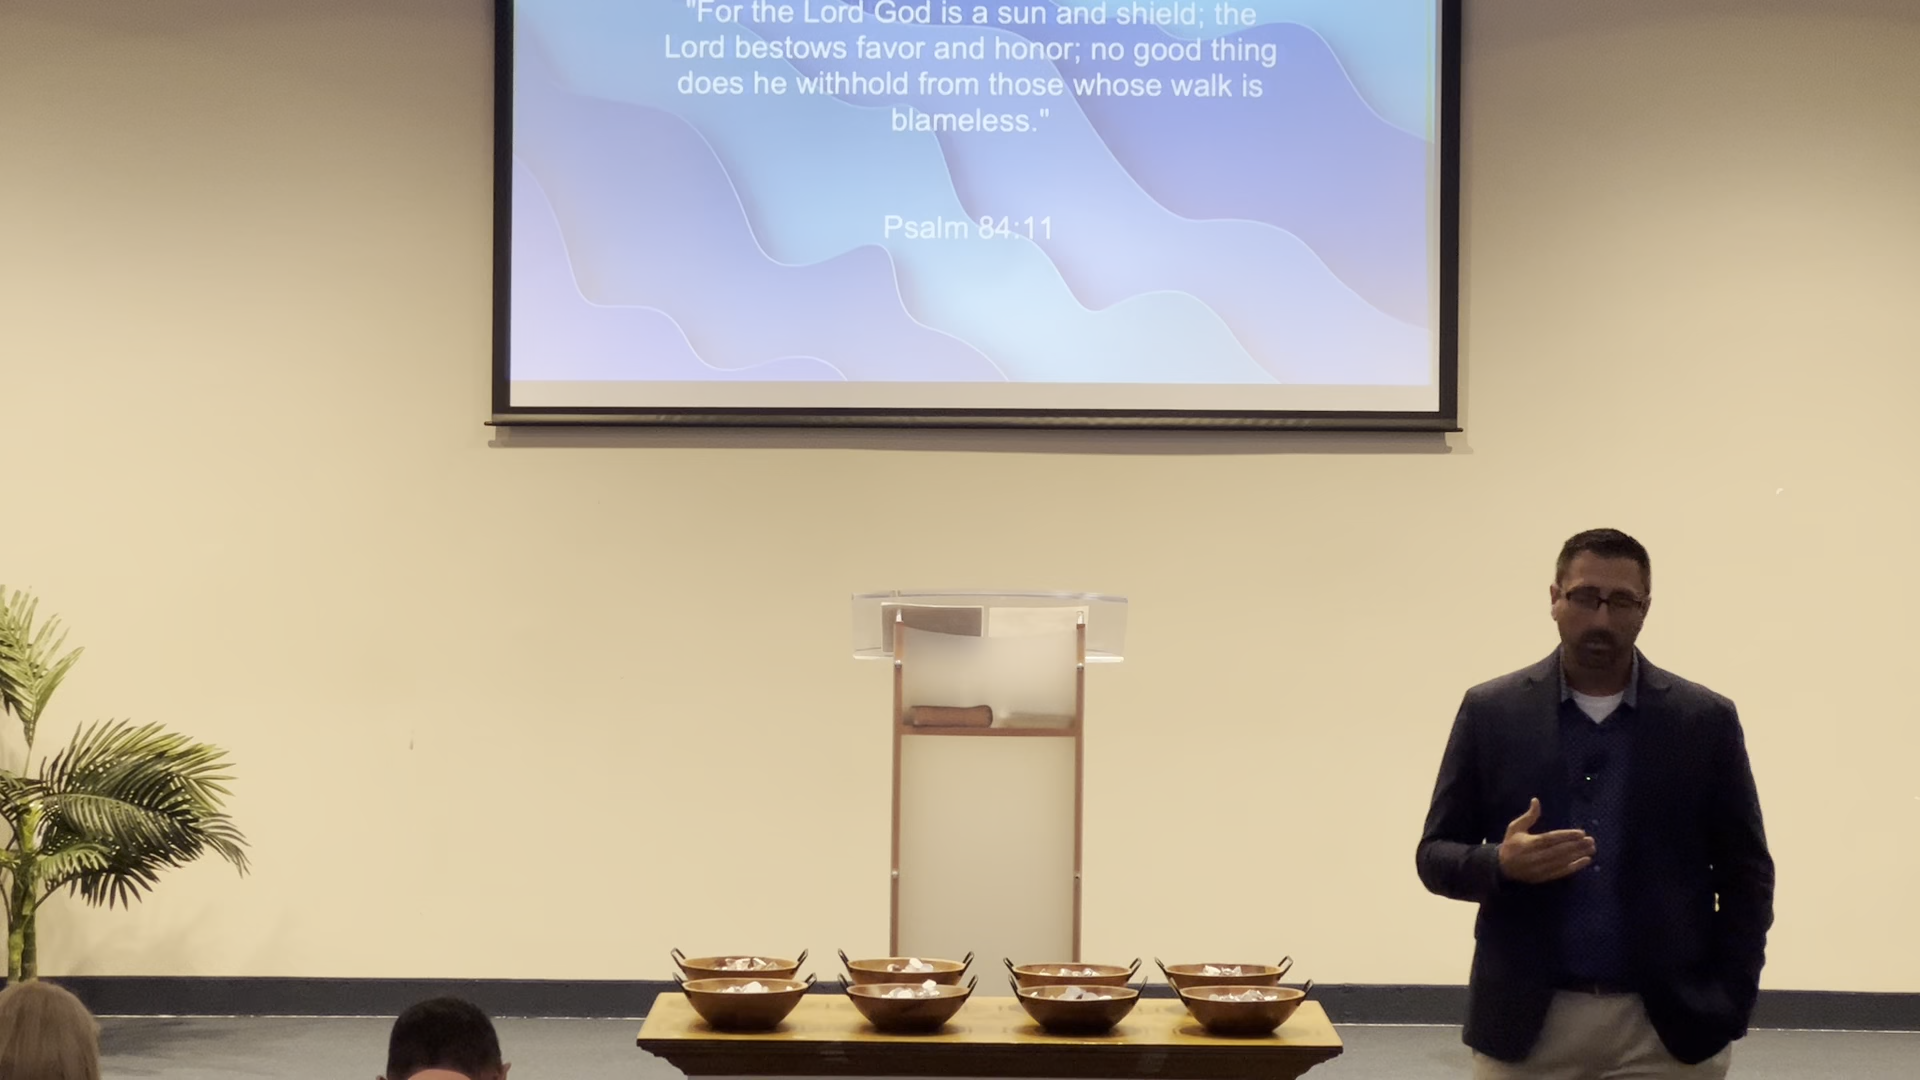 "For the Lord God is a sun and shield; the
Lord bestows favor and honor; no good thing
does he withhold from those whose walk is
blameless."
Psalm 84:11